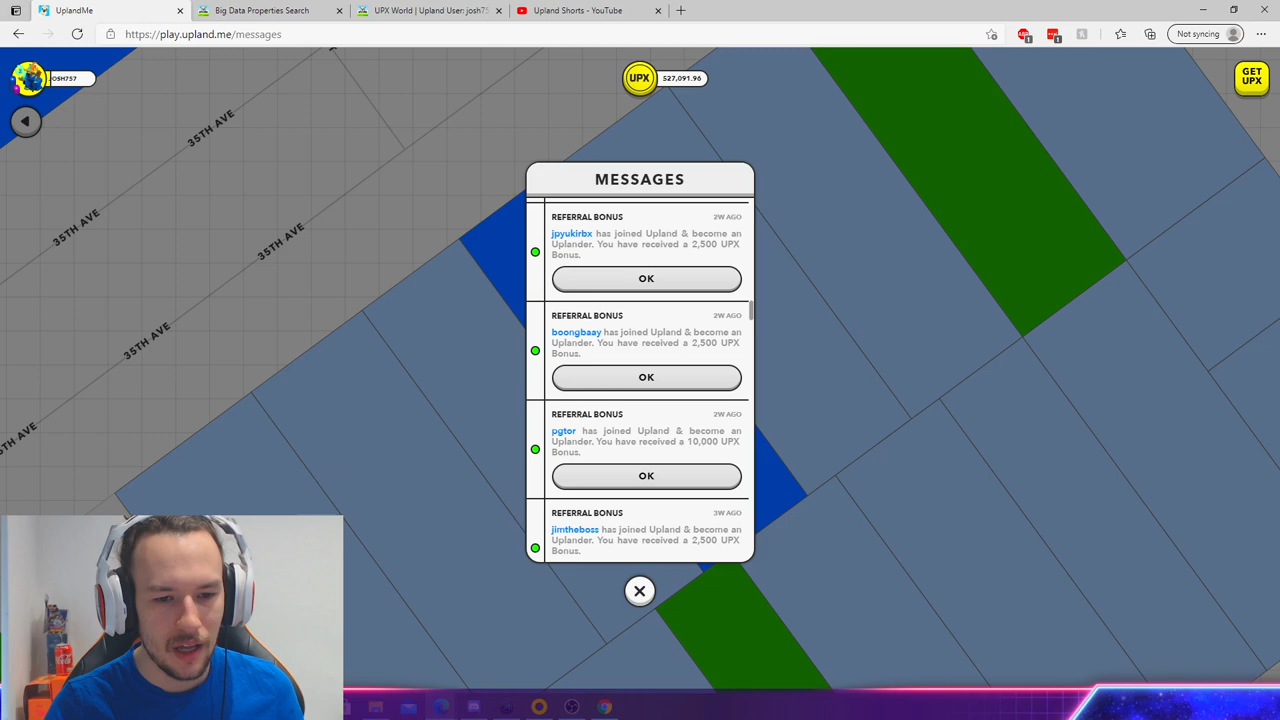 UplandMe
Big Data Properties Search
UPX World | Upland User: josh75
Upland Shorts - YouTube
https://play.upland.me/messages
Not syncing
1
1
JOSH757
UPX
527,091.96
GET
UPX
35TH AVE
35TH AVE
35TH AVE
35TH AVE
35TH AVE
MESSAGES
REFERRAL BONUS 2W AGO
jpyukirbx has joined Upland & become an
Uplander. You have received a 2,500 UPX
Bonus.
OK
REFERRAL BONUS 2W AGO
boongbaay has joined Upland & become an
Uplander. You have received a 2,500 UPX
Bonus.
OK
REFERRAL BONUS 2W AGO
pgtor has joined Upland & become an
Uplander. You have received a 10,000 UPX
Bonus.
OK
REFERRAL BONUS 3W AGO
jimtheboss has joined Upland & become an
Uplander. You have received a 2,500 UPX
Bonus.